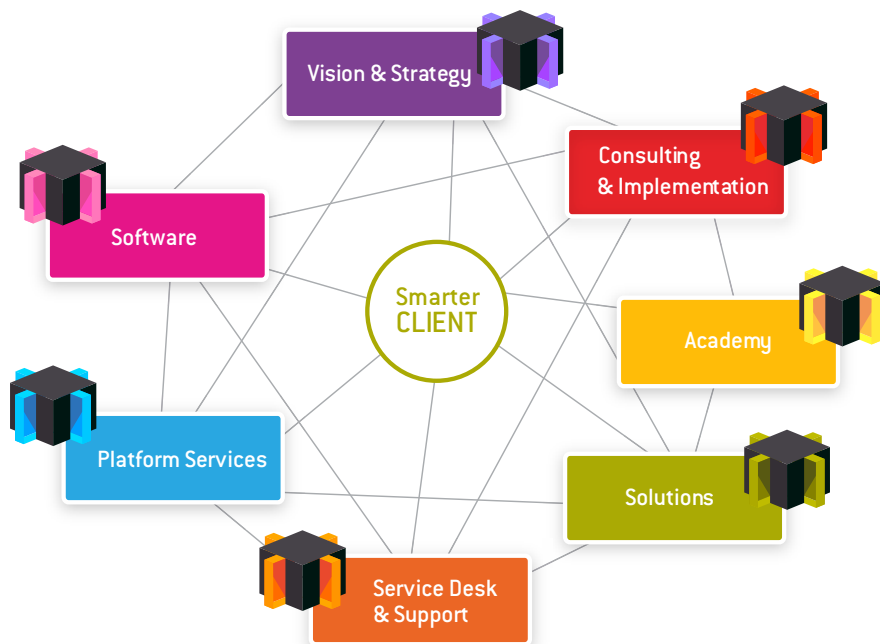 Vision & Strategy
Consulting
& Implementation
Software
Smarter
CLIENT
Academy
Platform Services
Solutions
Service Desk
& Support